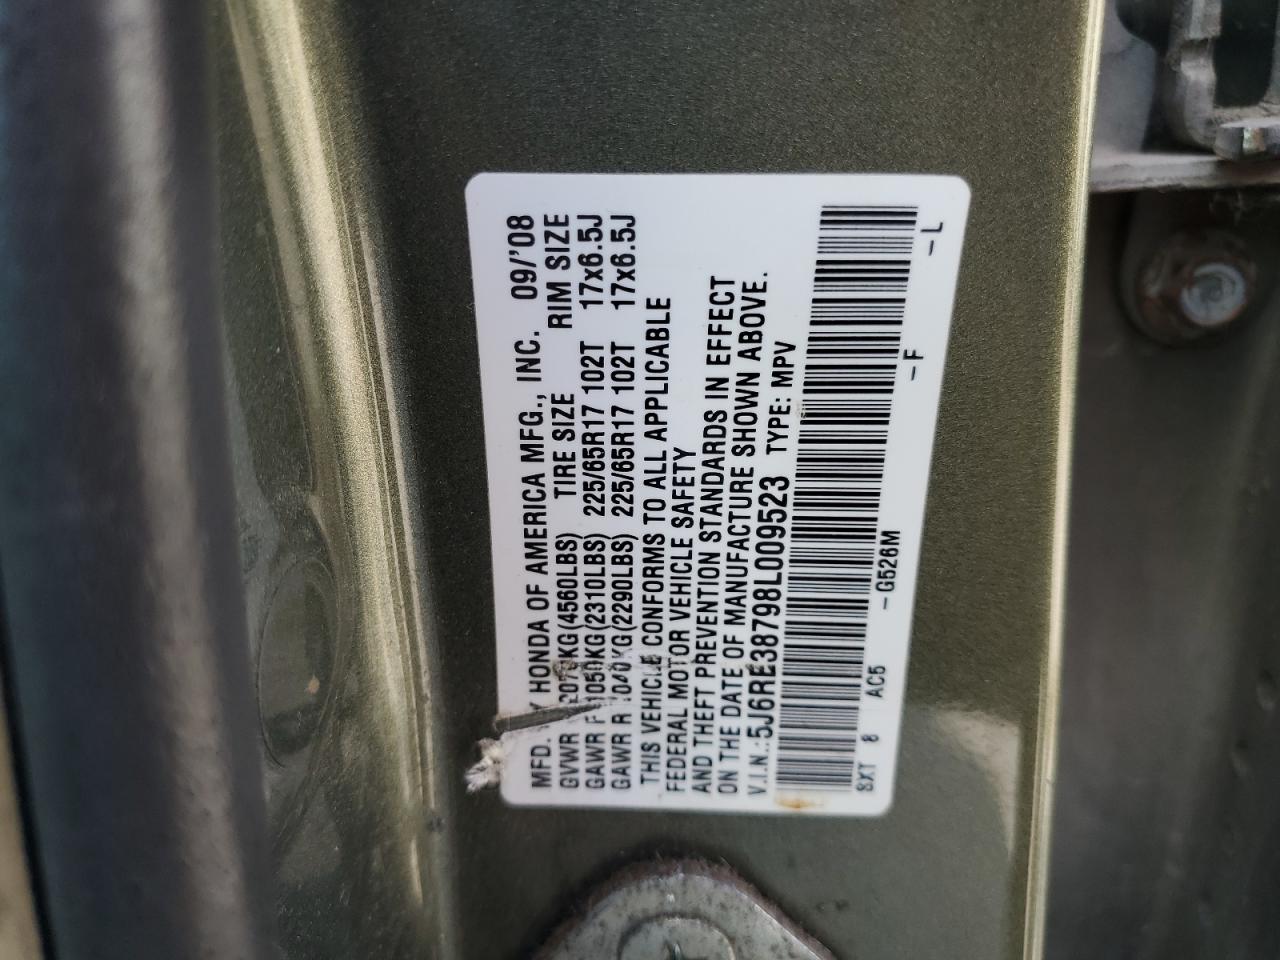 MFD. BY HONDA OF AMERICA MFG., INC. 09/'08
GVWR 2070KG(4560LBS) TIRE SIZE RIM SIZE
GAWR F 1050KG(2310LBS) 225/65R17 102T 17x6.5J
GAWR R 1040KG(2290LBS) 225/65R17 102T 17x6.5J
THIS VEHICLE CONFORMS TO ALL APPLICABLE
FEDERAL MOTOR VEHICLE SAFETY
AND THEFT PREVENTION STANDARDS IN EFFECT
ON THE DATE OF MANUFACTURE SHOWN ABOVE.
V.I.N.:5J6RE38798L009523 TYPE: MPV
8XT 8 AC5 -G526M -F -L